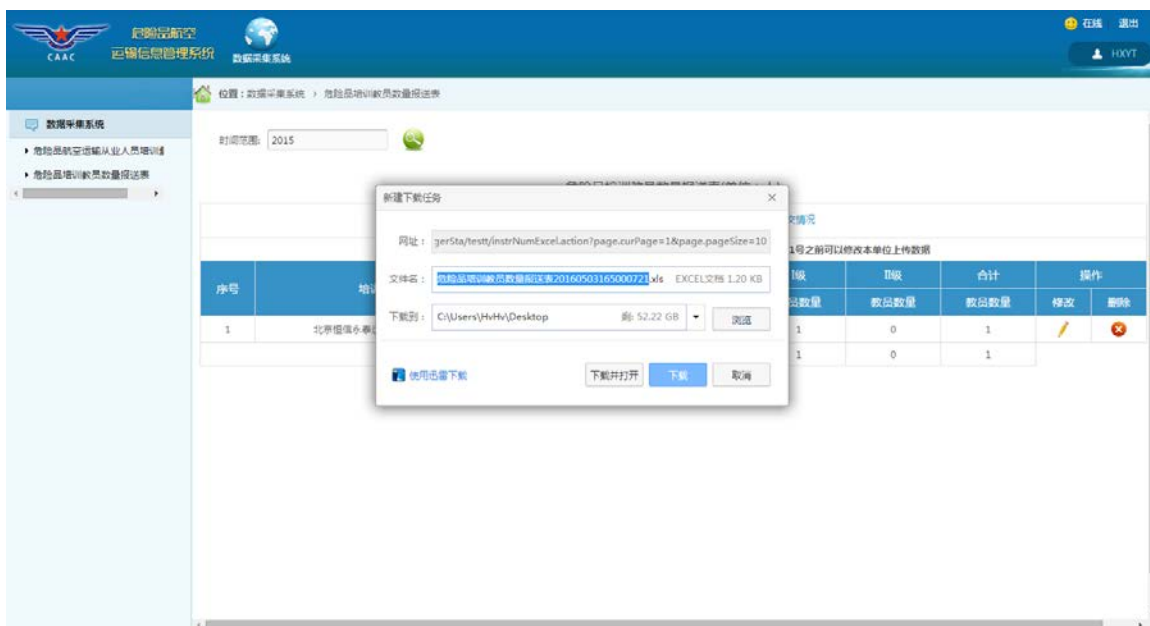 危险品航空
运输信息管理系统
CAAC
数据采集系统
在线 退出
HXYT
位置：数据采集系统 › 危险品培训教员数量报送表
数据采集系统
危险品航空运输从业人员培训
危险品培训教员数量报送表
时间范围: 2015
新建下载任务
网址： gerSta/testt/instrNumExcel.action?page.curPage=1&page.pageSize=10
文件名： 危险品培训教员数量报送表20160503165000721.xls EXCEL文档 1.20 KB
下载到： C:\Users\HvHv\Desktop 剩: 52.22 GB 浏览
使用迅雷下载 下载并打开 下载 取消
情况
1号之前可以修改本单位上传数据
序号 培训 I级 II级 合计 操作
员数量 教员数量 教员数量 修改 删除
1 北京恒信永泰 1 0 1
1 0 1